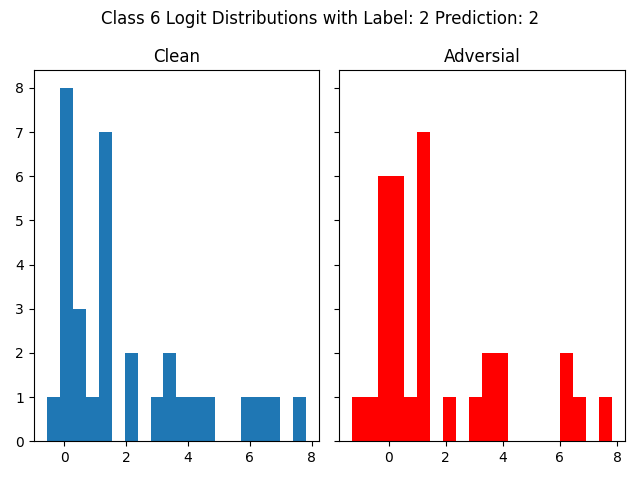 Class 6 Logit Distributions with Label: 2 Prediction: 2
Clean
Adversial
8
7
6
5
4
3
2
1
0
0 2 4 6 8
0 2 4 6 8